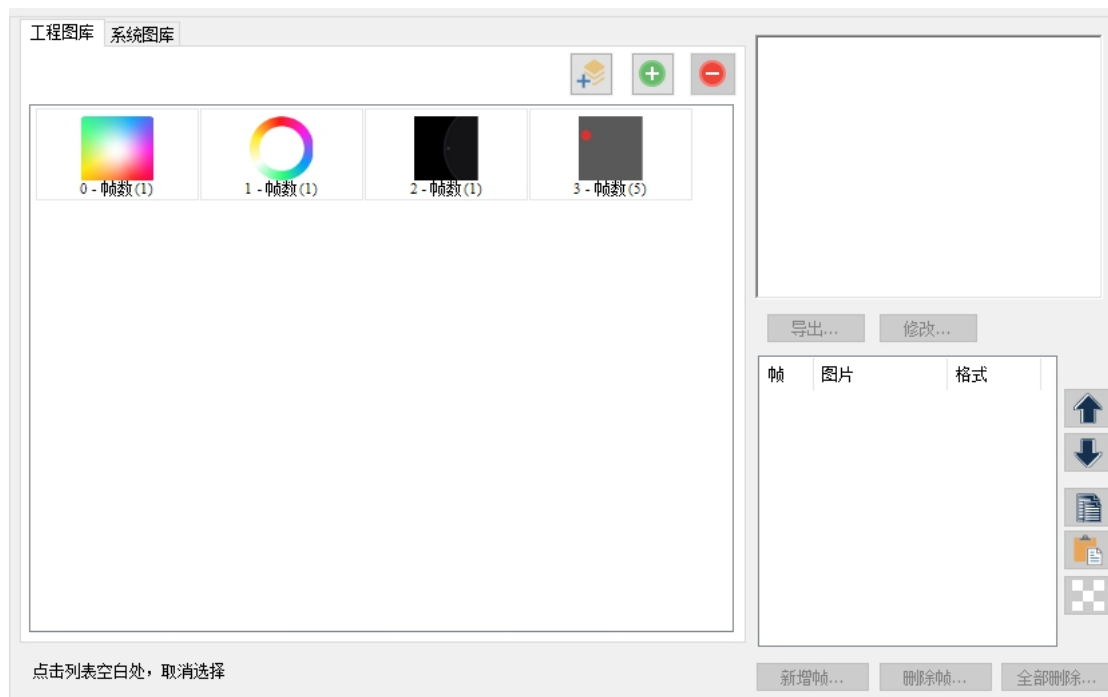 工程图库 系统图库
0 - 帧数(1) 1 - 帧数(1) 2 - 帧数(1) 3 - 帧数(5)
导出... 修改...
帧 图片 格式
点击列表空白处，取消选择
新增帧... 删除帧... 全部删除...